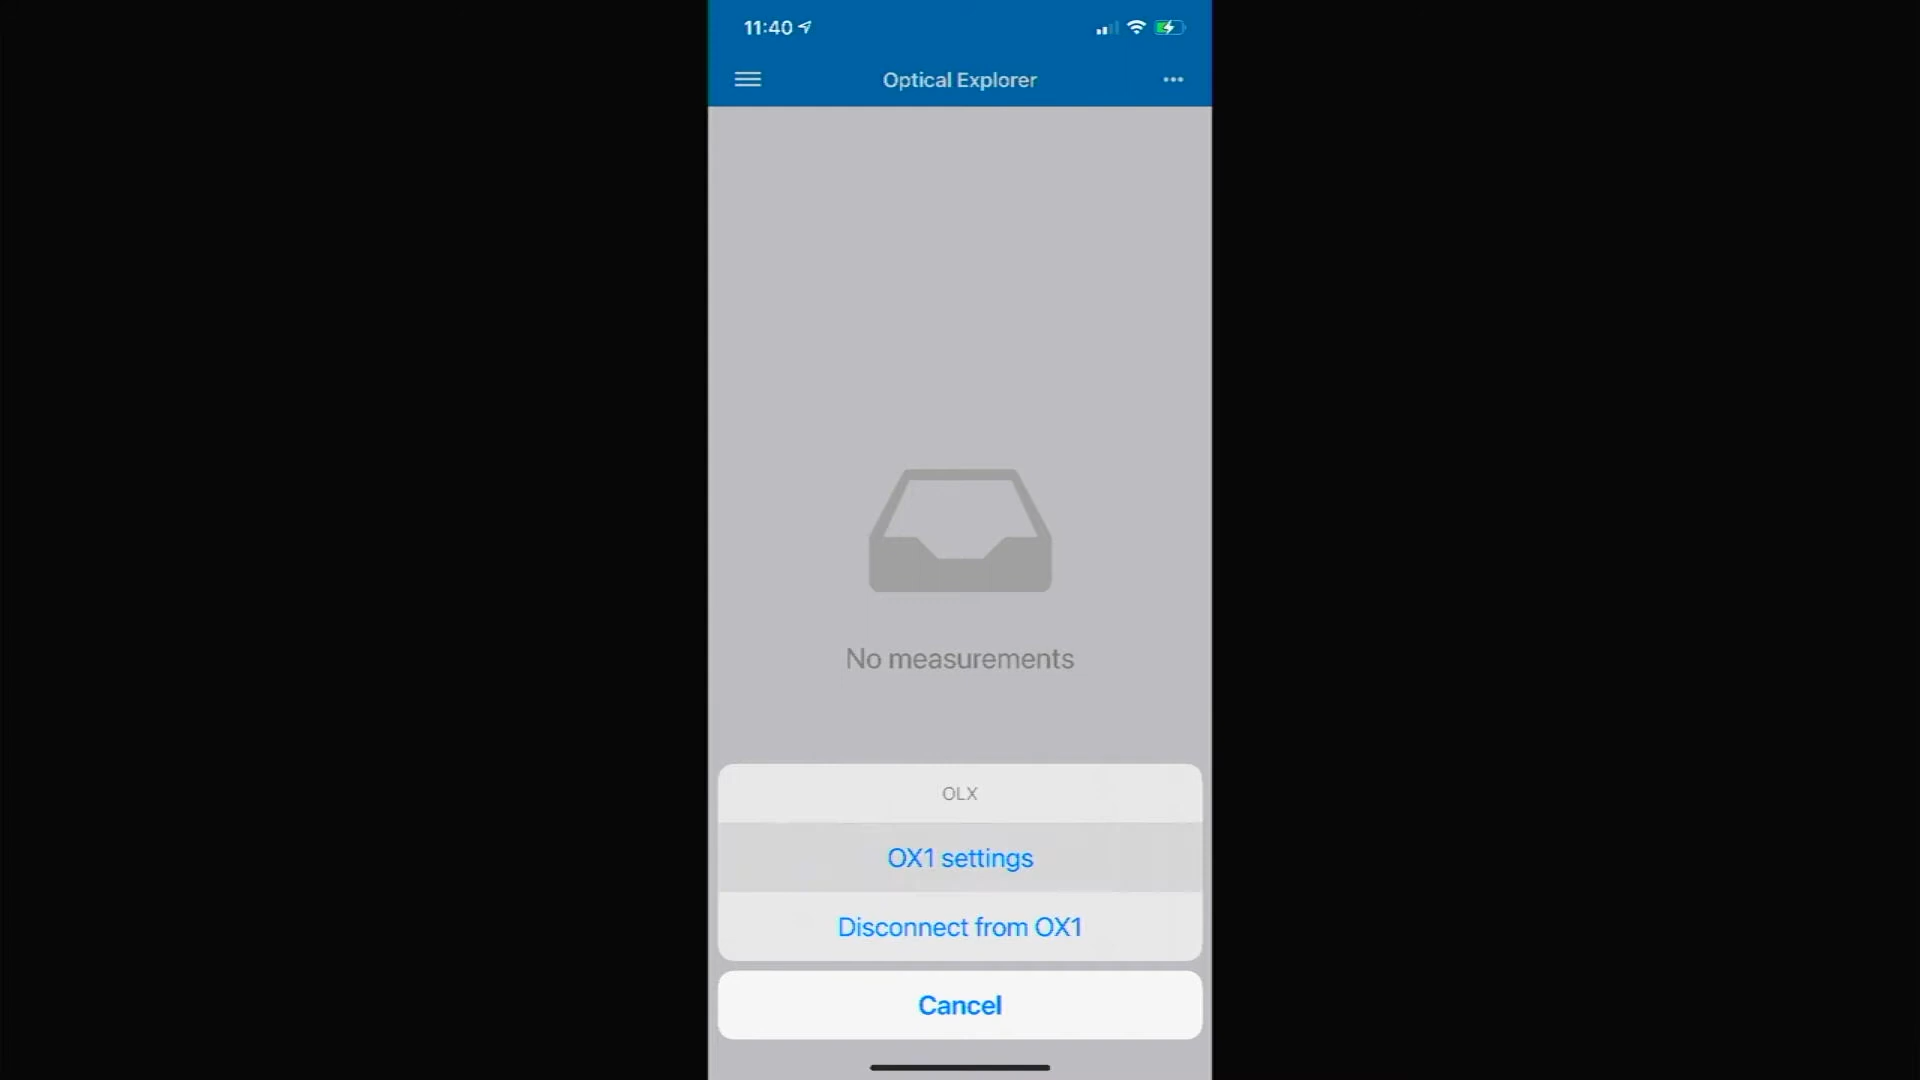 11:40
Optical Explorer
No measurements
OLX
OX1 settings
Disconnect from OX1
Cancel